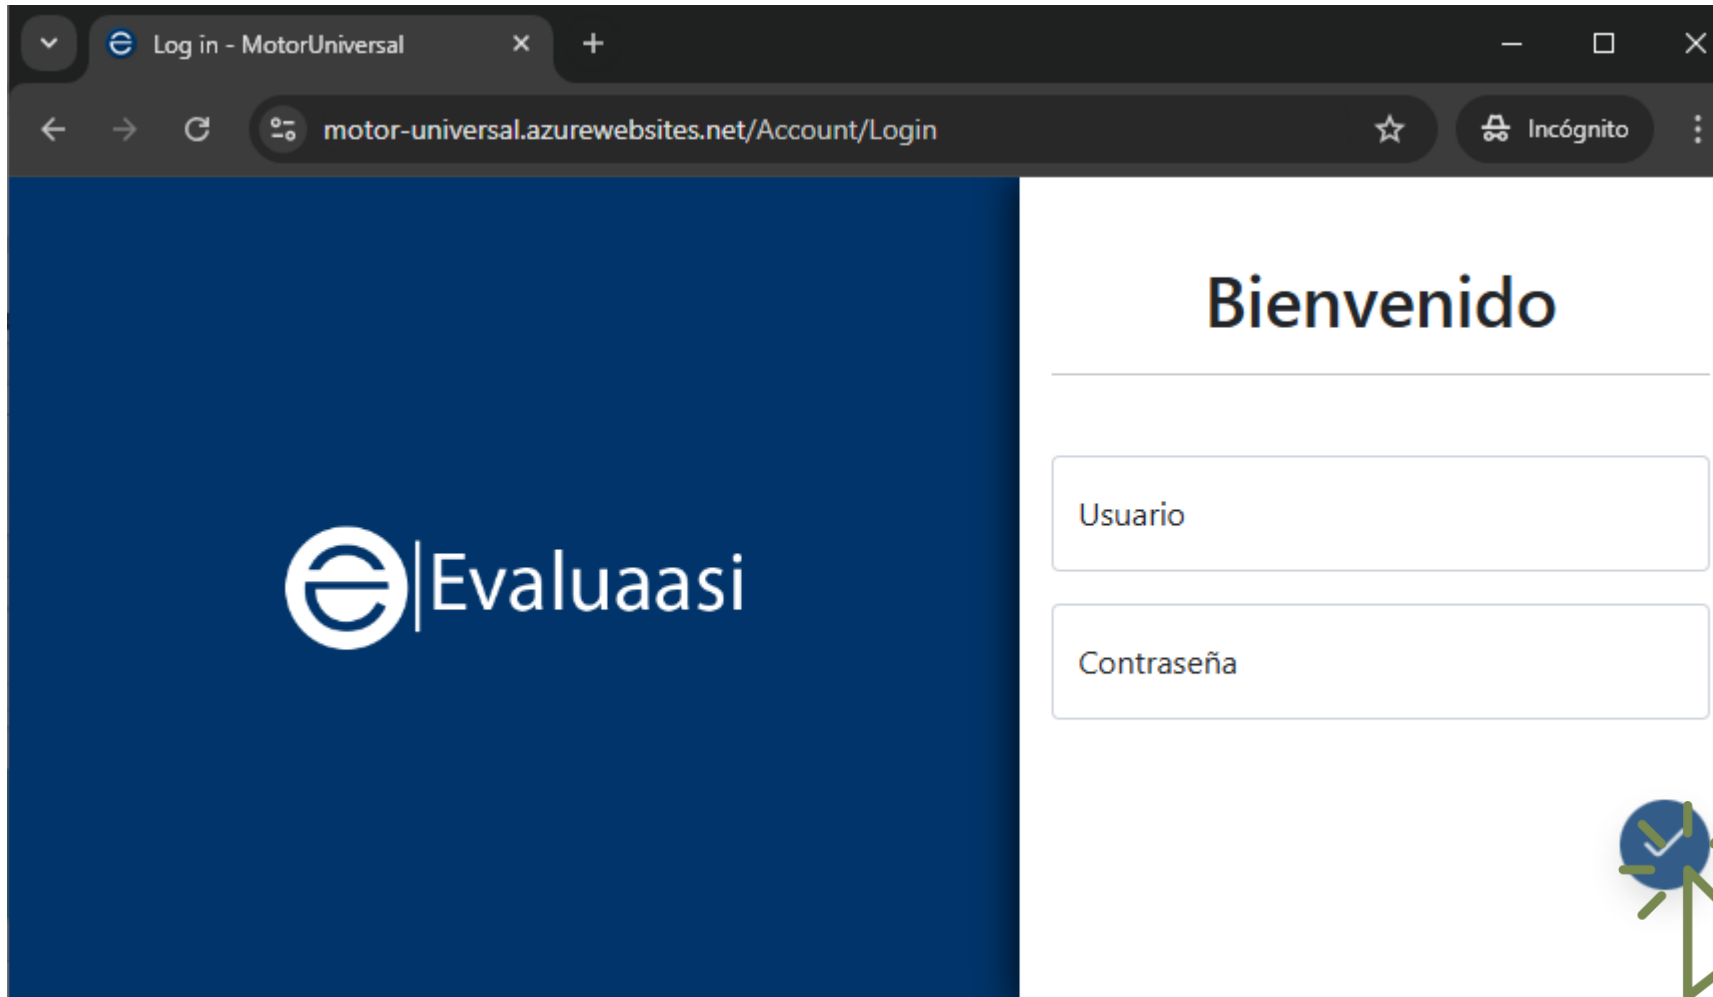 Log in - MotorUniversal
motor-universal.azurewebsites.net/Account/Login
Incógnito
Bienvenido
Usuario
Contraseña
Evaluaasi